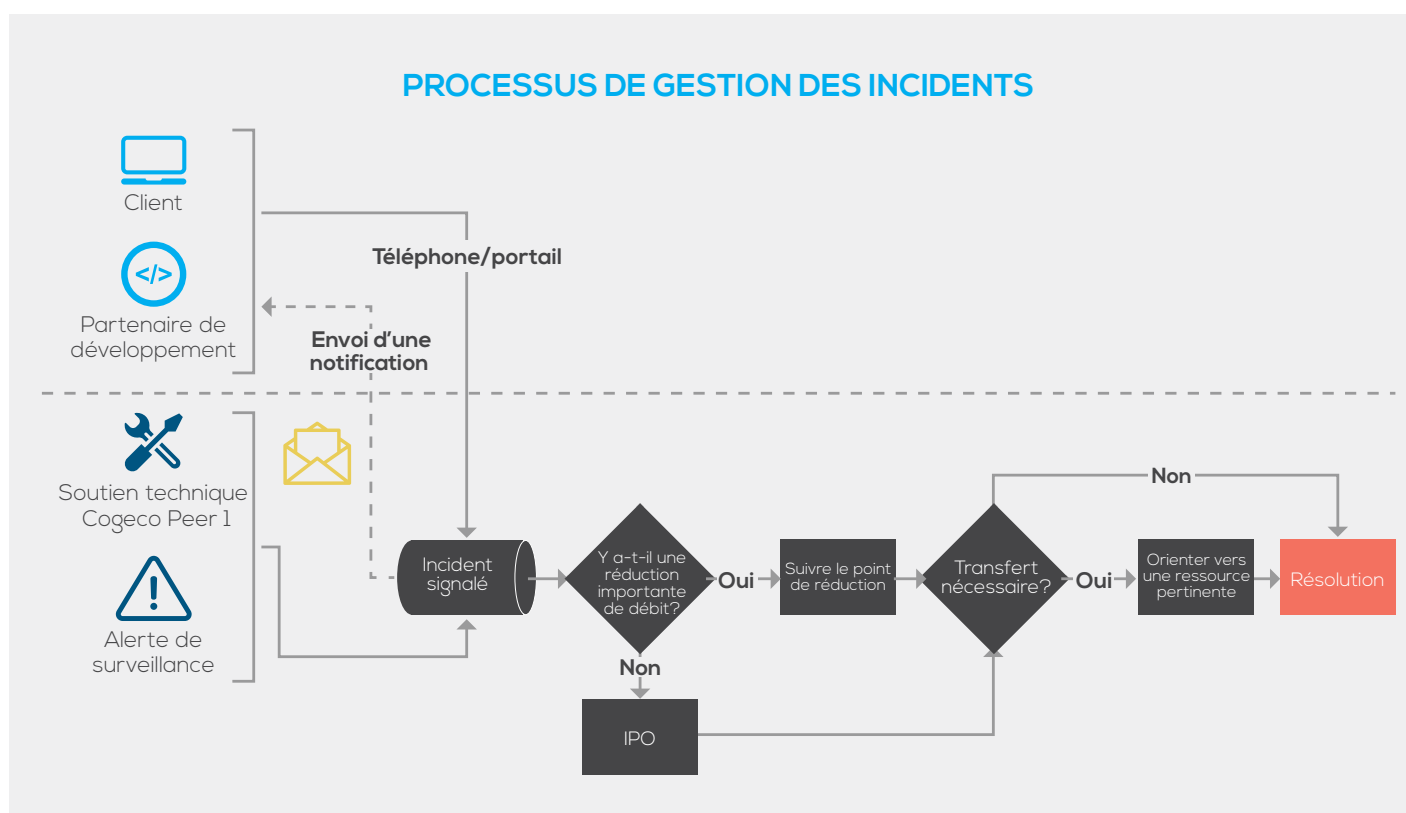 PROCESSUS DE GESTION DES INCIDENTS
Client
</>
Partenaire de
développement
Téléphone/portail
Envoi d'une
notification
Soutien technique
Cogeco Peer 1
Alerte de
surveillance
Incident
signalé
Y a-t-il une
réduction
importante
de débit?
Oui
Suivre le point
de réduction
Non
IPO
Transfert
nécessaire?
Non
Oui
Orienter vers
une ressource
pertinente
Résolution